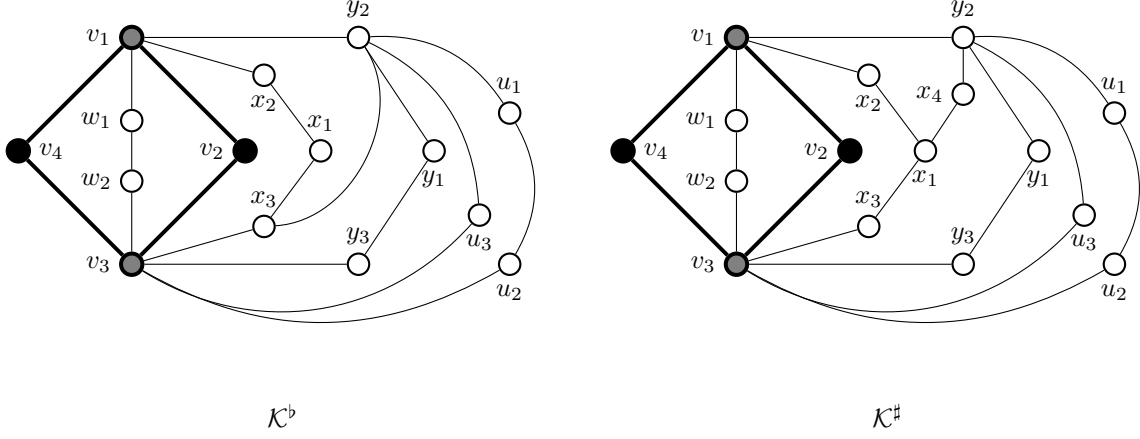 y₂ y₂
v₁ v₁
u₁ u₁
x₂ x₄ x₂
w₁ x₁ w₁
v₄ v₂ v₄ v₂
y₁ x₁ y₁
w₂ w₂
x₃ x₃
u₃ u₃
y₃ y₃
v₃ v₃
u₂ u₂
𝒦♭ 𝒦♯